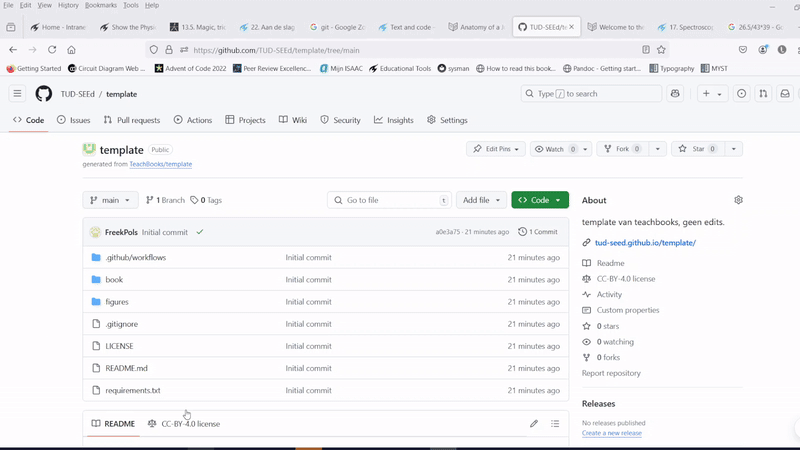 File Edit View History Bookmarks Tools Help
Home - Intrane
Show the Physic
13.5. Magic, tric
22. Aan de slag
git - Google Zo
Text and code -
Anatomy of a
TUD-SEEd/te
Welcome to the
17. Spectroscop
26.5/43*39 - Go
https://github.com/TUD-SEEd/template/tree/main
Getting Started
Circuit Diagram Web ...
Advent of Code 2022
Peer Review Excellenc...
Mijn ISAAC
Educational Tools
sysman
How to read this book...
Pandoc - Getting start...
Typography
MYST
TUD-SEEd / template
Type / to search
Code
Issues
Pull requests
Actions
Projects
Wiki
Security
Insights
Settings
template Public
Edit Pins
Watch 0
Fork 0
Star 0
generated from TeachBooks/template
main
1 Branch
0 Tags
Go to file t
Add file
Code
About
template van teachbooks, geen edits.
tud-seed.github.io/template/
Readme
CC-BY-4.0 license
Activity
Custom properties
0 stars
0 watching
0 forks
Report repository
FreekPols Initial commit
a0e3a75 · 21 minutes ago
1 Commit
.github/workflows Initial commit 21 minutes ago
book Initial commit 21 minutes ago
figures Initial commit 21 minutes ago
.gitignore Initial commit 21 minutes ago
LICENSE Initial commit 21 minutes ago
README.md Initial commit 21 minutes ago
requirements.txt Initial commit 21 minutes ago
README
CC-BY-4.0 license
Releases
No releases published
Create a new release